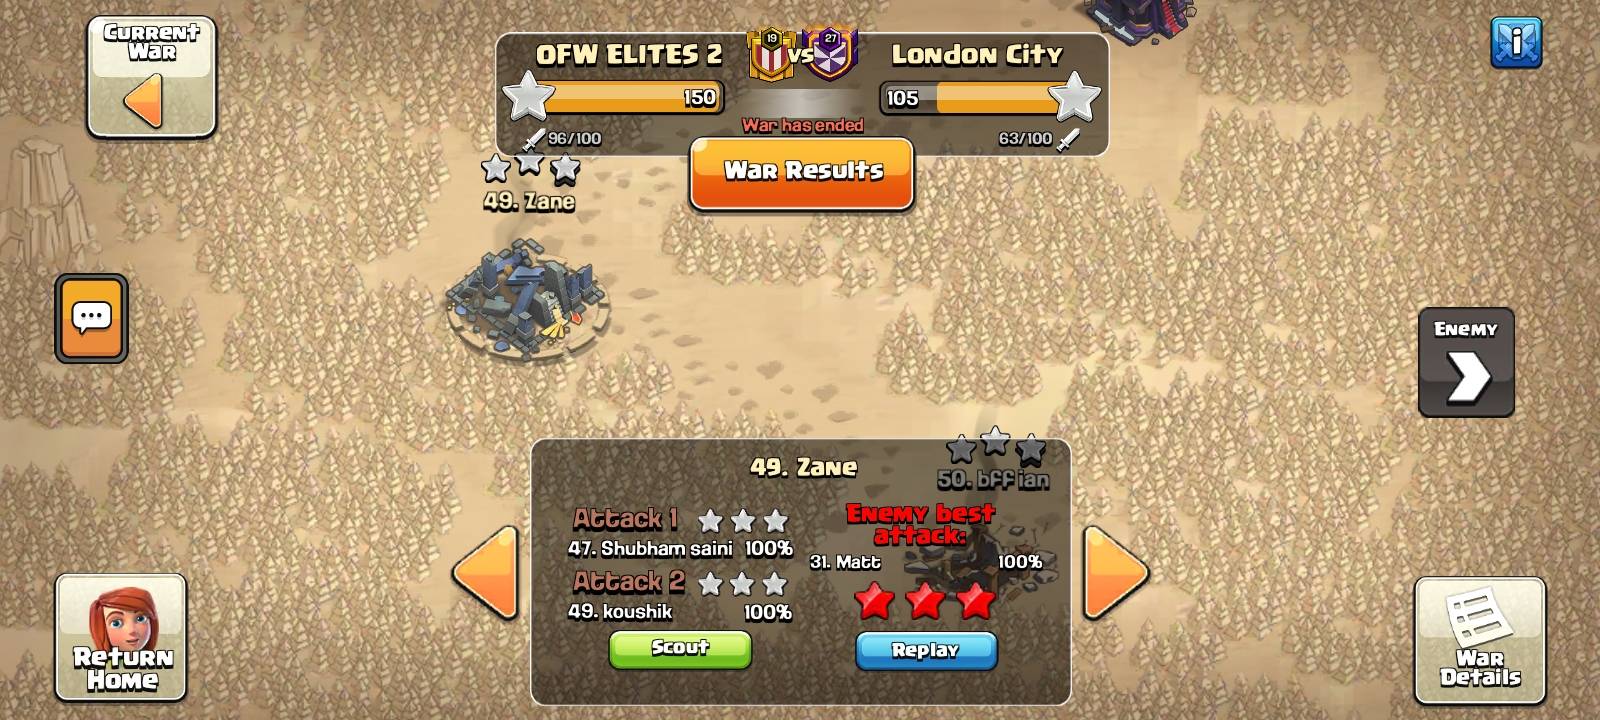 Current
War
OFW ELITES 2
19
vs
27
London City
150
105
War has ended
96/100
63/100
War Results
49. Zane
Enemy
49. Zane
50. bff ian
Attack 1
47. Shubham saini 100%
Attack 2
49. koushik 100%
Enemy best
attack:
31. Matt 100%
Scout
Replay
Return
Home
War
Details